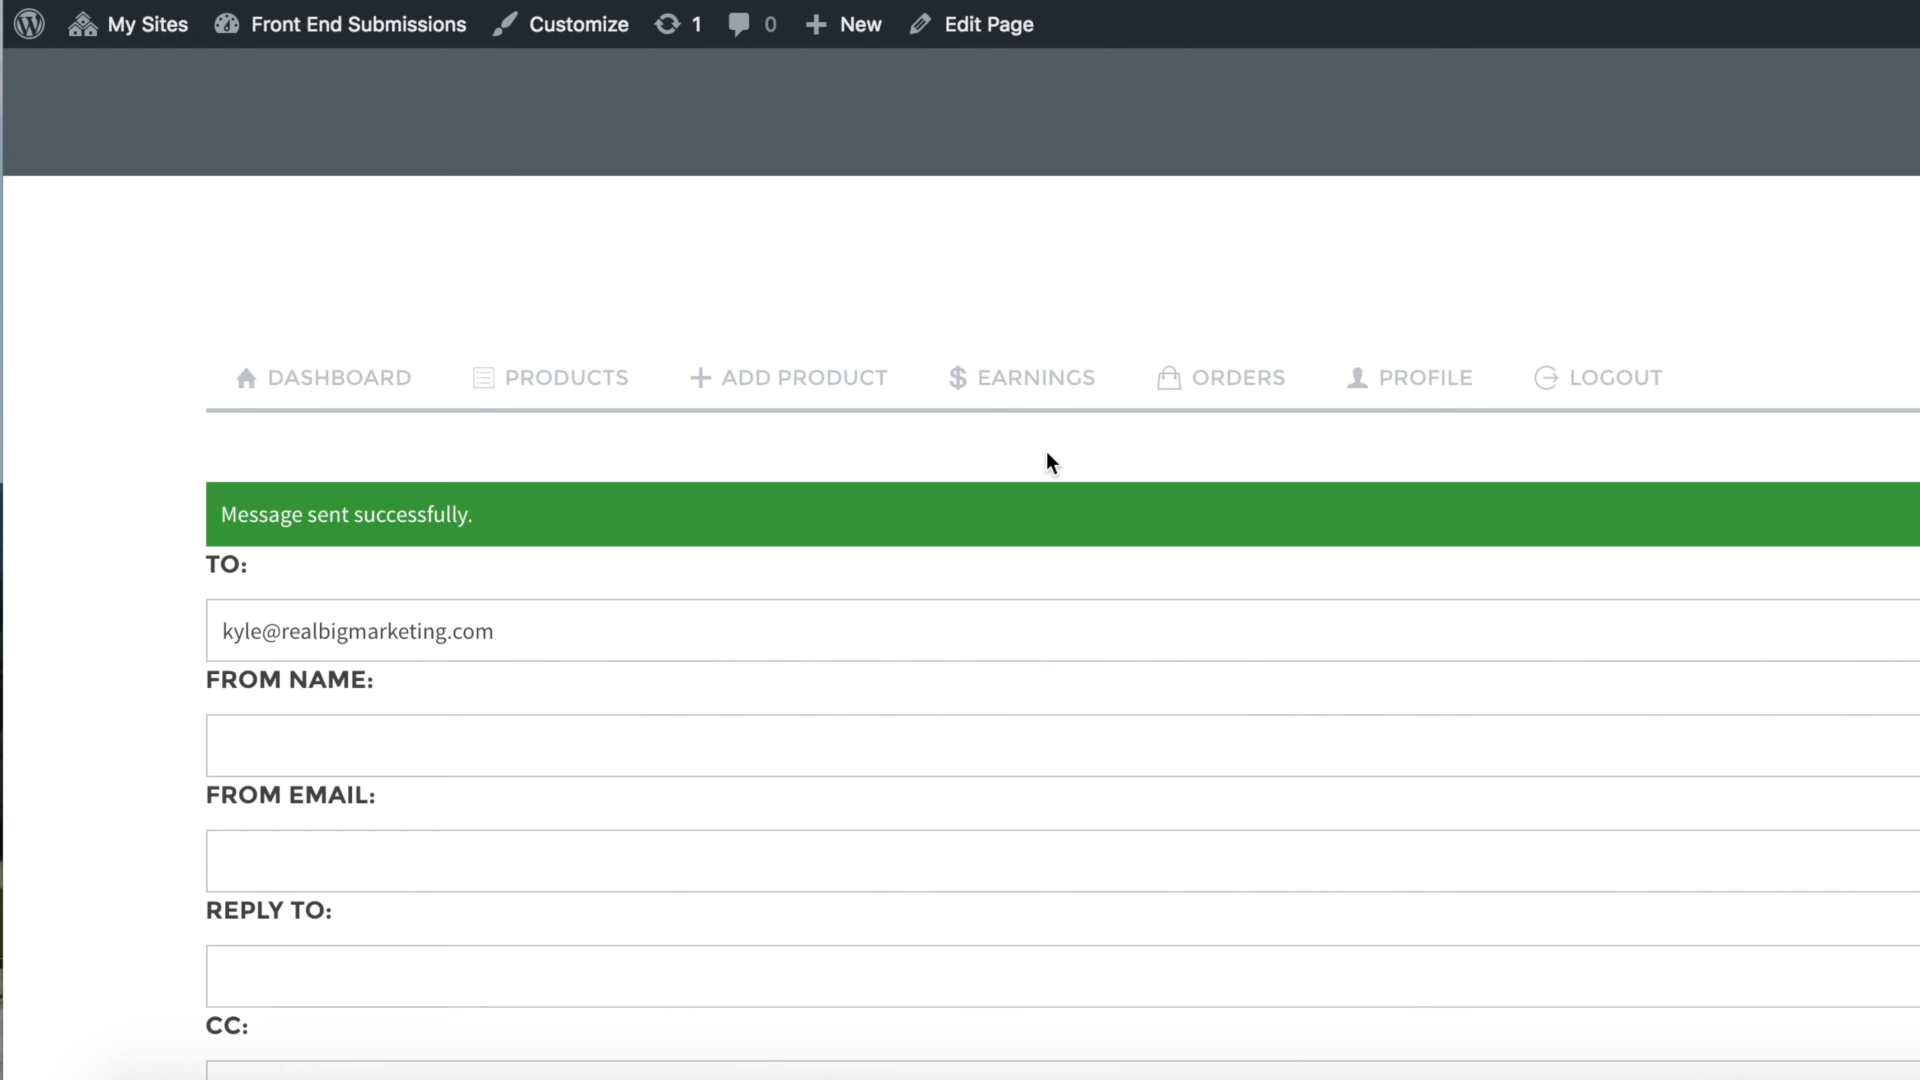 My Sites Front End Submissions Customize 1 0 New Edit Page
DASHBOARD PRODUCTS ADD PRODUCT EARNINGS ORDERS PROFILE LOGOUT
Message sent successfully.
TO:
kyle@realbigmarketing.com
FROM NAME:
FROM EMAIL:
REPLY TO:
CC: